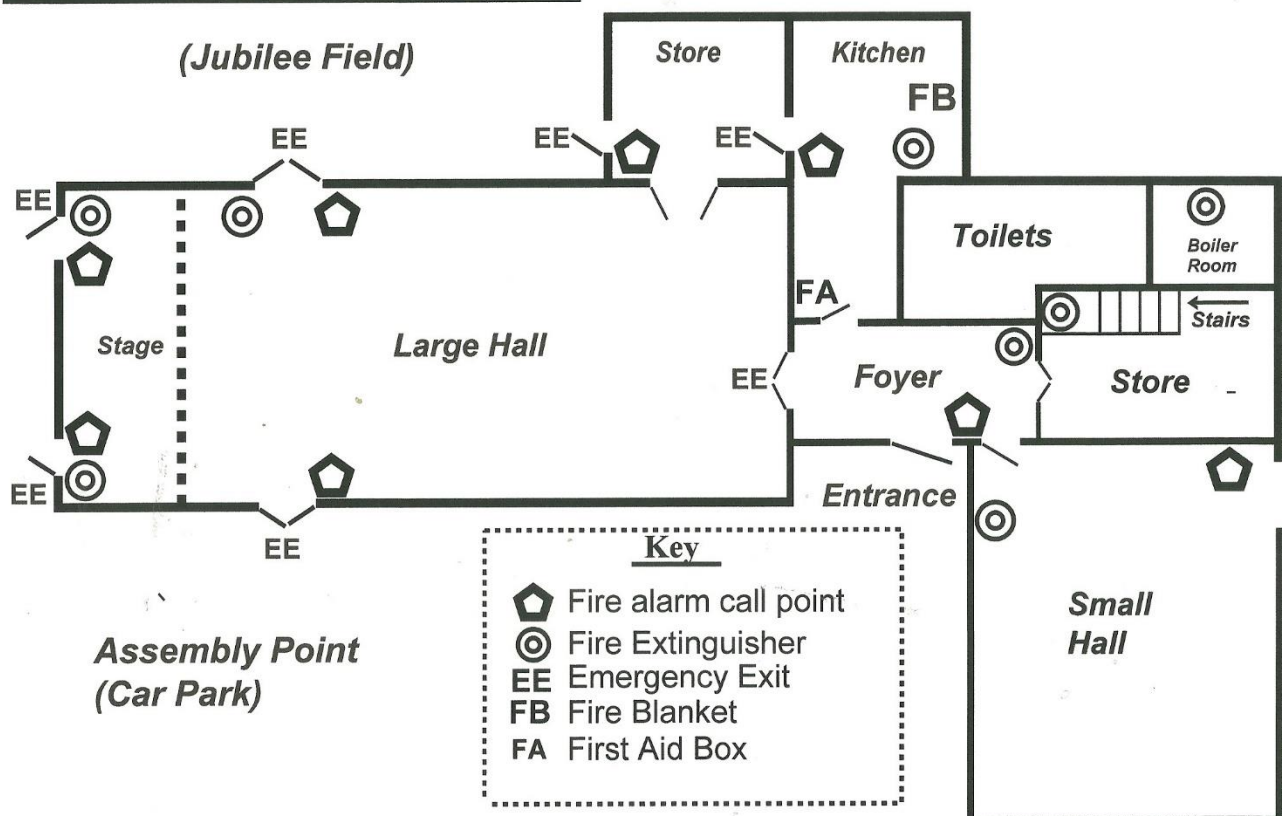 (Jubilee Field)
Store
Kitchen
FB
EE
EE
EE
EE
Toilets
Boiler
Room
FA
Stairs
Stage
Large Hall
EE
Foyer
Store
EE
Entrance
EE
Key
Fire alarm call point
Fire Extinguisher
EE Emergency Exit
FB Fire Blanket
FA First Aid Box
Small
Hall
Assembly Point
(Car Park)